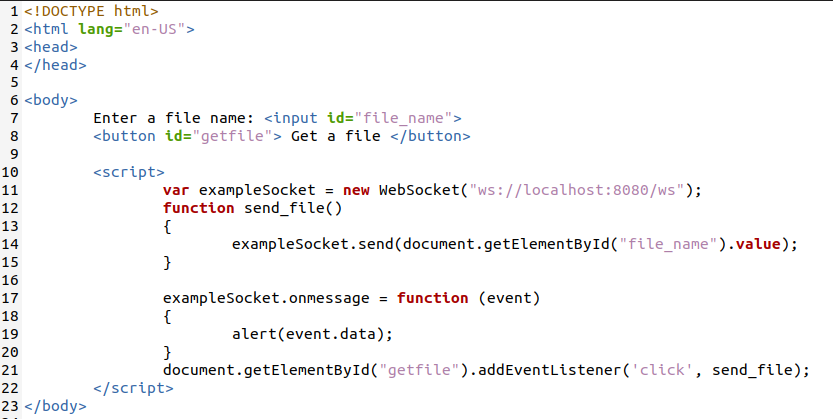 1 <!DOCTYPE html>
2 <html lang="en-US">
3 <head>
4 </head>
5
6 <body>
7         Enter a file name: <input id="file_name">
8         <button id="getfile"> Get a file </button>
9
10         <script>
11                 var exampleSocket = new WebSocket("ws://localhost:8080/ws");
12                 function send_file()
13                 {
14                         exampleSocket.send(document.getElementById("file_name").value);
15                 }
16
17                 exampleSocket.onmessage = function (event)
18                 {
19                         alert(event.data);
20                 }
21                 document.getElementById("getfile").addEventListener('click', send_file);
22         </script>
23 </body>